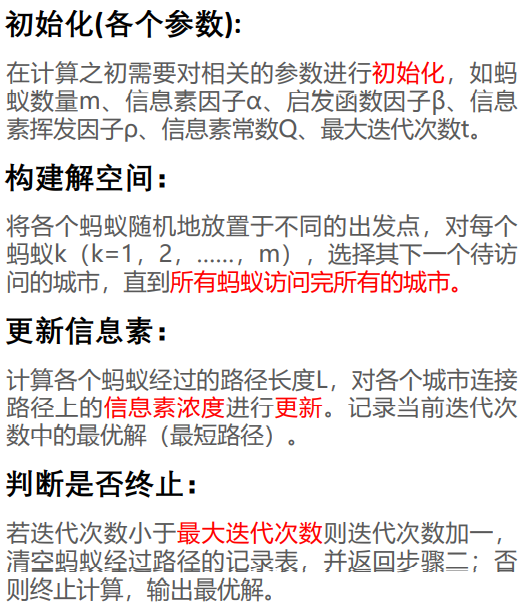 初始化(各个参数):
在计算之初需要对相关的参数进行初始化，如蚂
蚁数量m、信息素因子α、启发函数因子β、信息
素挥发因子ρ、信息素常数Q、最大迭代次数t。
构建解空间：
将各个蚂蚁随机地放置于不同的出发点，对每个
蚂蚁k（k=1，2，……，m），选择其下一个待访
问的城市，直到所有蚂蚁访问完所有的城市。
更新信息素：
计算各个蚂蚁经过的路径长度L，对各个城市连接
路径上的信息素浓度进行更新。记录当前迭代次
数中的最优解（最短路径）。
判断是否终止：
若迭代次数小于最大迭代次数则迭代次数加一，
清空蚂蚁经过路径的记录表，并返回步骤二；否
则终止计算，输出最优解。